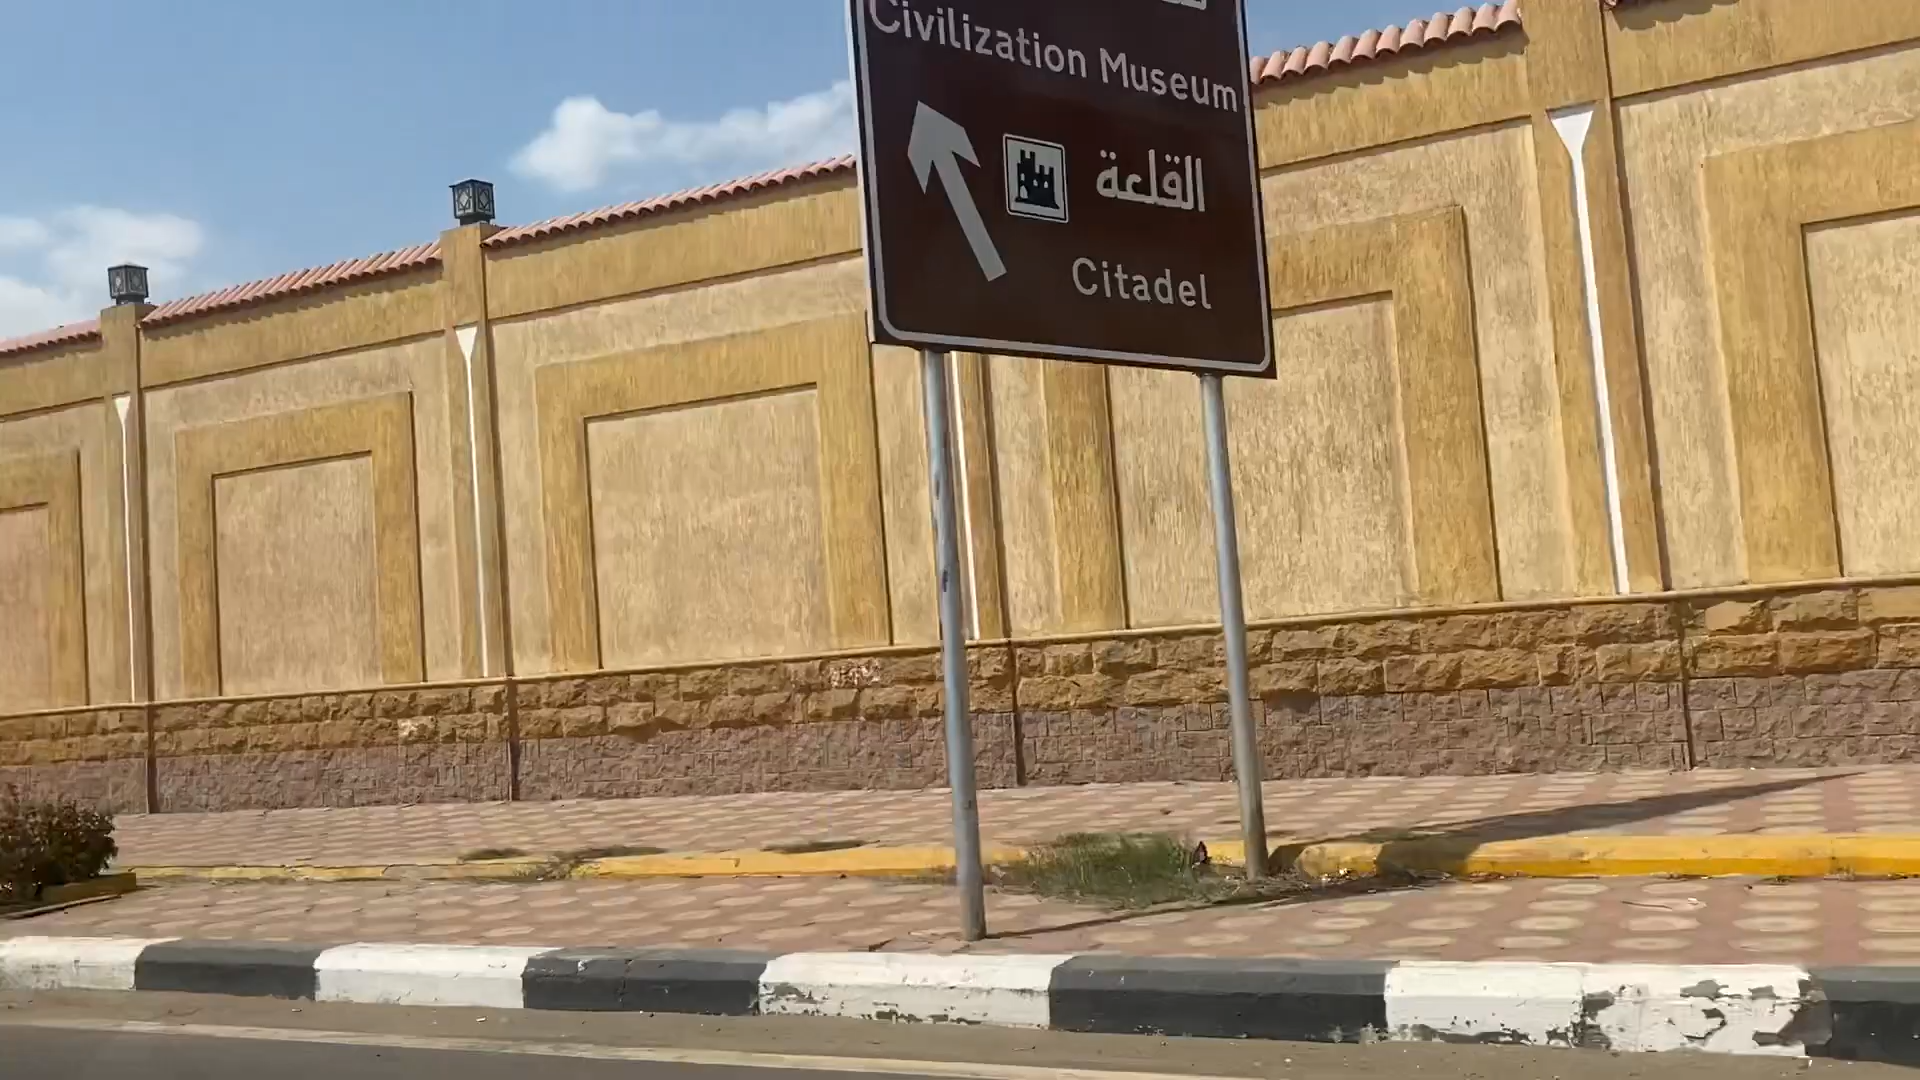 Civilization Museum
القلعة
Citadel